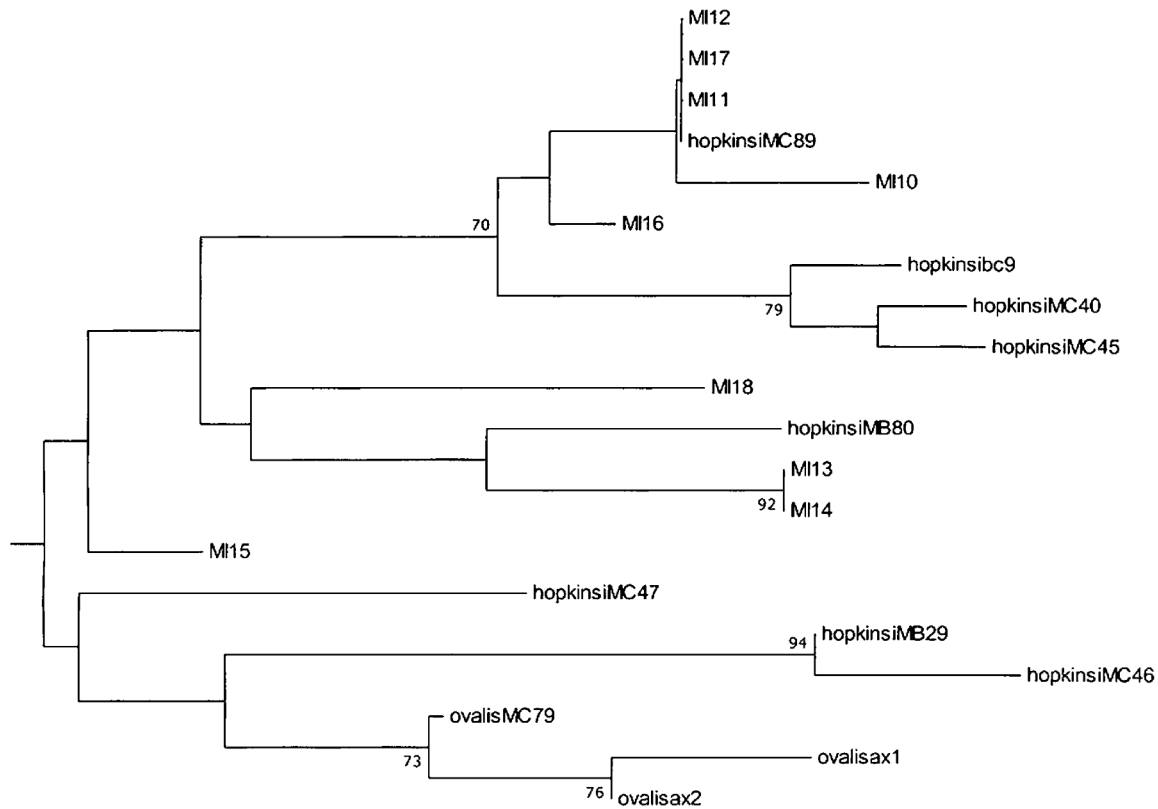 MI12
MI17
MI11
hopkinsiMC89
MI10
70
MI16
hopkinsibc9
79
hopkinsiMC40
hopkinsiMC45
MI18
hopkinsiMB80
MI13
92
MI14
MI15
hopkinsiMC47
94
hopkinsiMB29
hopkinsiMC46
ovalisMC79
73
ovalisax1
76
ovalisax2